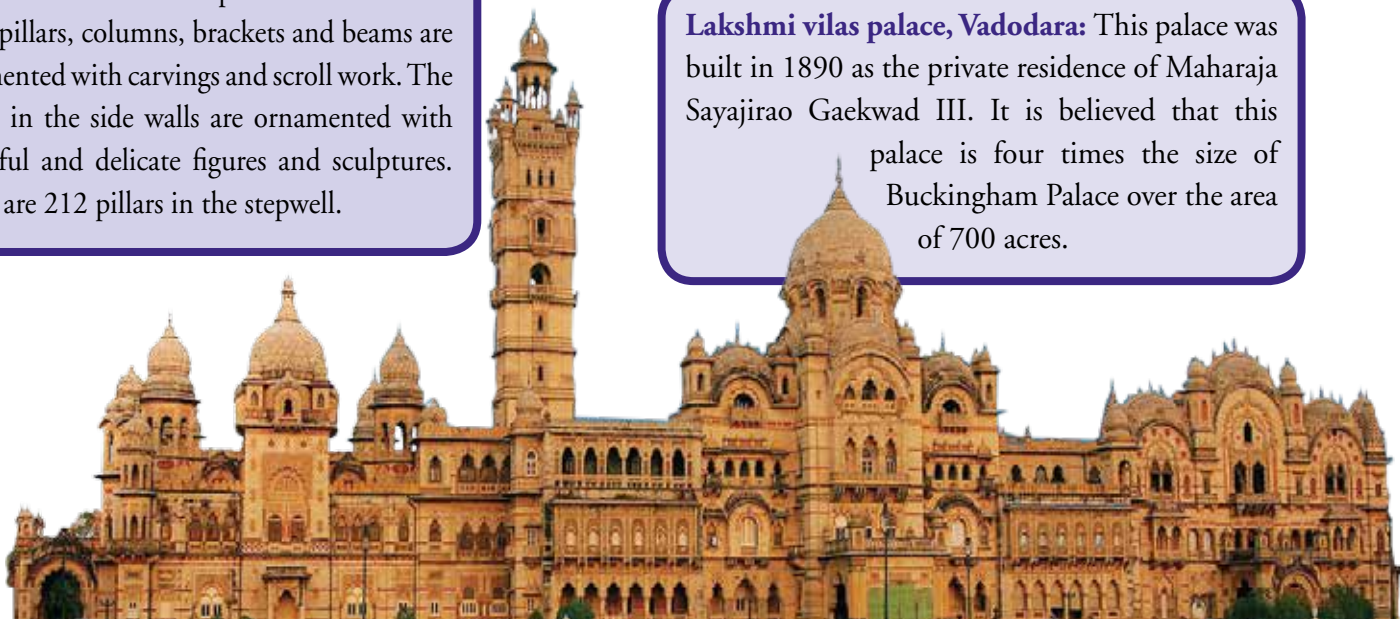 pillars, columns, brackets and beams are
with carvings and scroll work. The
in the side walls are ornamented with
and delicate figures and sculptures.
are 212 pillars in the stepwell.
Lakshmi vilas palace, Vadodara: This palace was
built in 1890 as the private residence of Maharaja
Sayajirao Gaekwad III. It is believed that this
palace is four times the size of
Buckingham Palace over the area
of 700 acres.